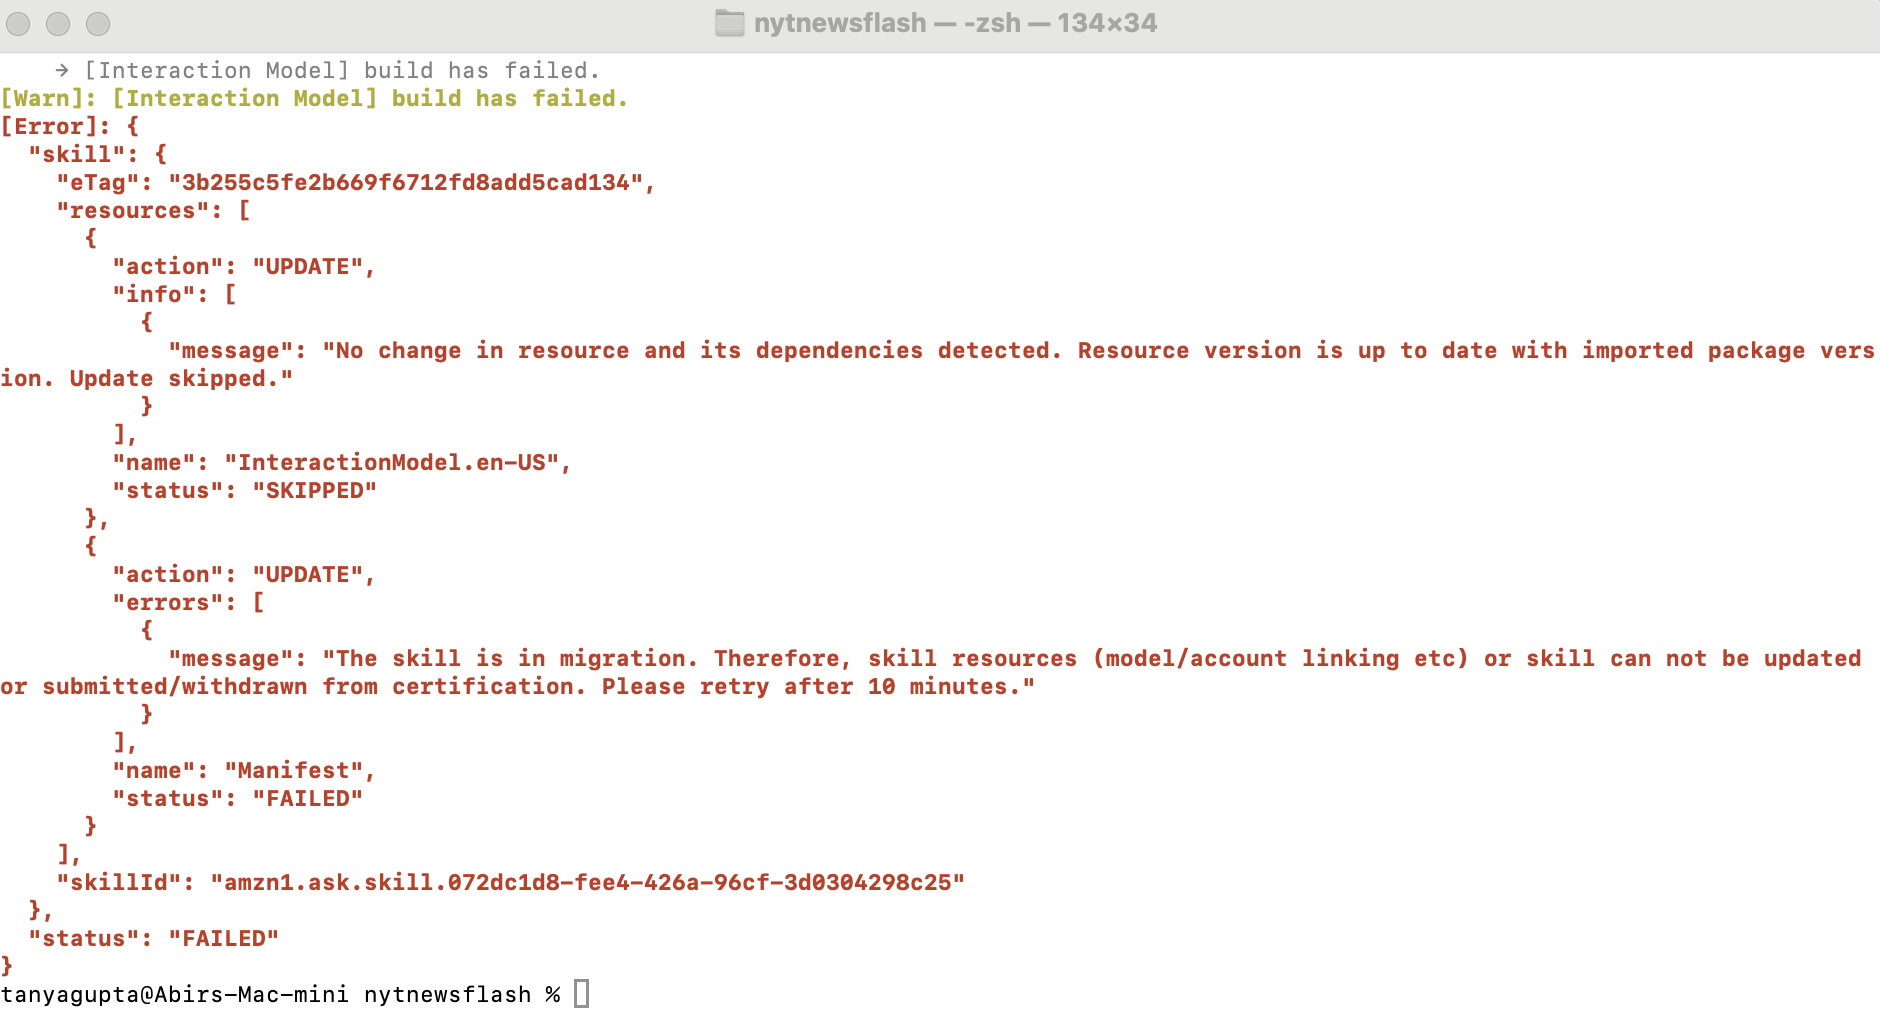 nytnewsflash — -zsh — 134×34
→ [Interaction Model] build has failed.
[Warn]: [Interaction Model] build has failed.
[Error]: {
  "skill": {
    "eTag": "3b255c5fe2b669f6712fd8add5cad134",
    "resources": [
      {
        "action": "UPDATE",
        "info": [
          {
            "message": "No change in resource and its dependencies detected. Resource version is up to date with imported package vers
ion. Update skipped."
          }
        ],
        "name": "InteractionModel.en-US",
        "status": "SKIPPED"
      },
      {
        "action": "UPDATE",
        "errors": [
          {
            "message": "The skill is in migration. Therefore, skill resources (model/account linking etc) or skill can not be updated
or submitted/withdrawn from certification. Please retry after 10 minutes."
          }
        ],
        "name": "Manifest",
        "status": "FAILED"
      }
    ],
    "skillId": "amzn1.ask.skill.072dc1d8-fee4-426a-96cf-3d0304298c25"
  },
  "status": "FAILED"
}
tanyagupta@Abirs-Mac-mini nytnewsflash %